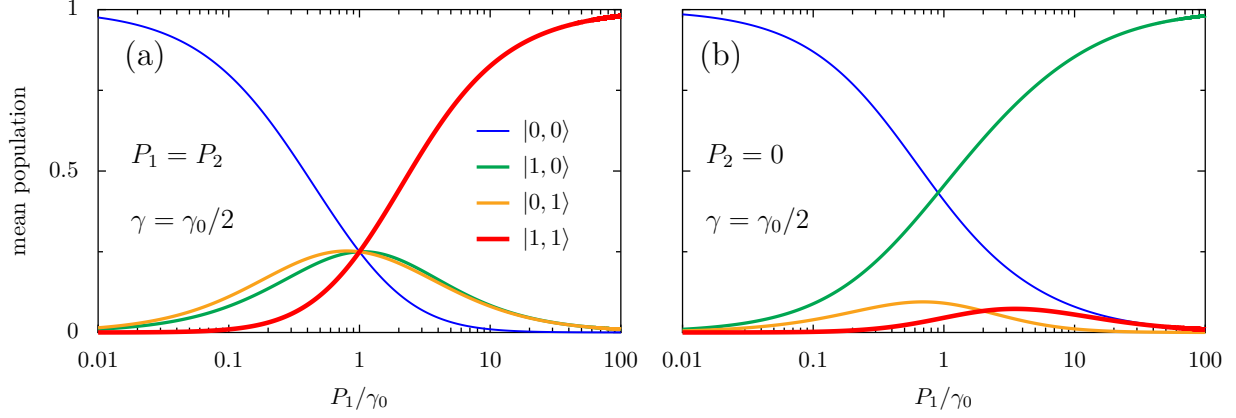 mean population
1
0.5
0
(a)
P₁ = P₂
γ = γ₀/2
|0, 0⟩
|1, 0⟩
|0, 1⟩
|1, 1⟩
0.01 0.1 1 10 100
P₁/γ₀
(b)
P₂ = 0
γ = γ₀/2
0.01 0.1 1 10 100
P₁/γ₀